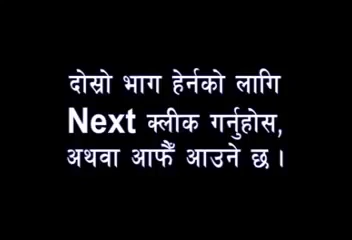 दोस्रो भाग हेर्नको लागि
Next क्लीक गर्नुहोस,
अथवा आफैँ आउने छ ।